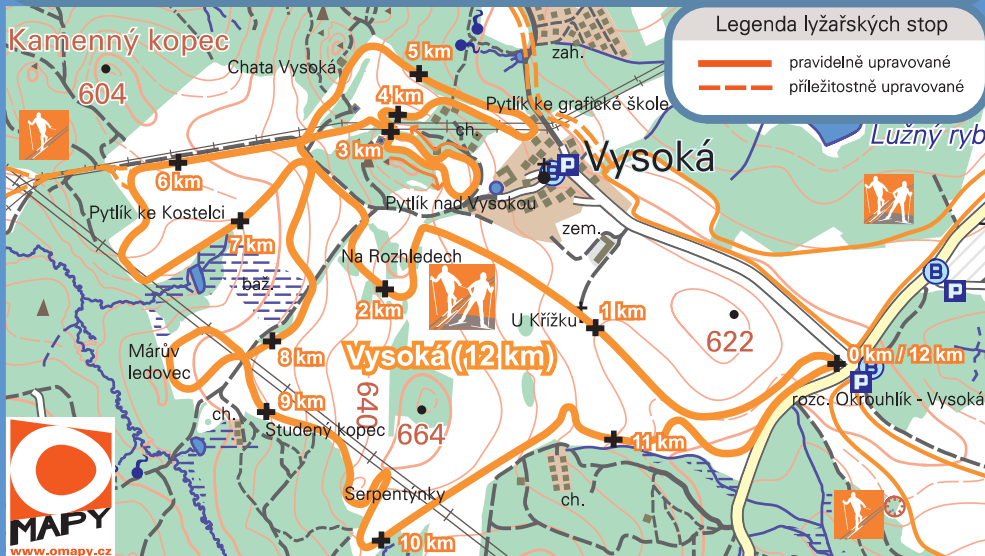 Legenda lyžařských stop
pravidelně upravované
příležitostně upravované
Kamenný kopec
604
Chata Vysoká
5 km
zah.
4 km
Pytlík ke grafické škole
ch.
3 km
Lužný ryb
Vysoká
P
B
6 km
Pytlík ke Kostelci
Pytlík nad Vysokou
7 km
zem.
Na Rozhledech
B
P
baž.
2 km
U Křížku
1 km
622
Márův
ledovec
8 km
Vysoká (12 km)
0 km / 12 km
B
P
640
9 km
rozc. Okrouhlík - Vysoká
ch.
Studený kopec
664
11 km
Serpentýnky
ch.
10 km
MAPY
www.omapy.cz